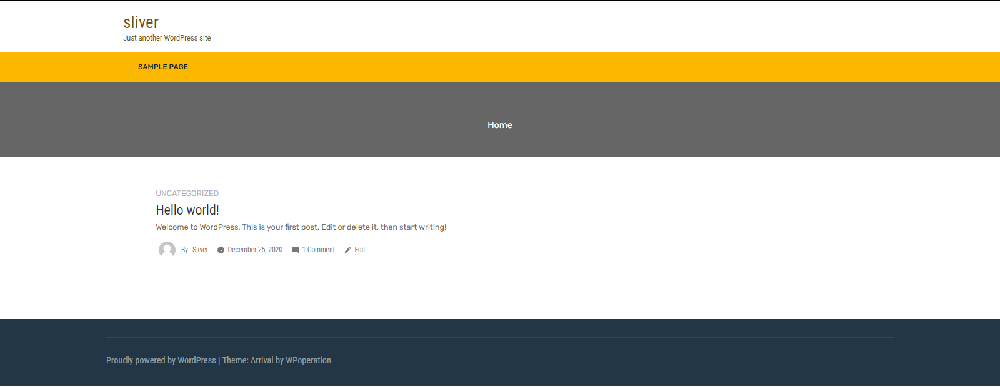 sliver
Just another WordPress site
SAMPLE PAGE
Home
UNCATEGORIZED
Hello world!
Welcome to WordPress. This is your first post. Edit or delete it, then start writing!
By Sliver December 25, 2020 1 Comment Edit
Proudly powered by WordPress | Theme: Arrival by WPoperation